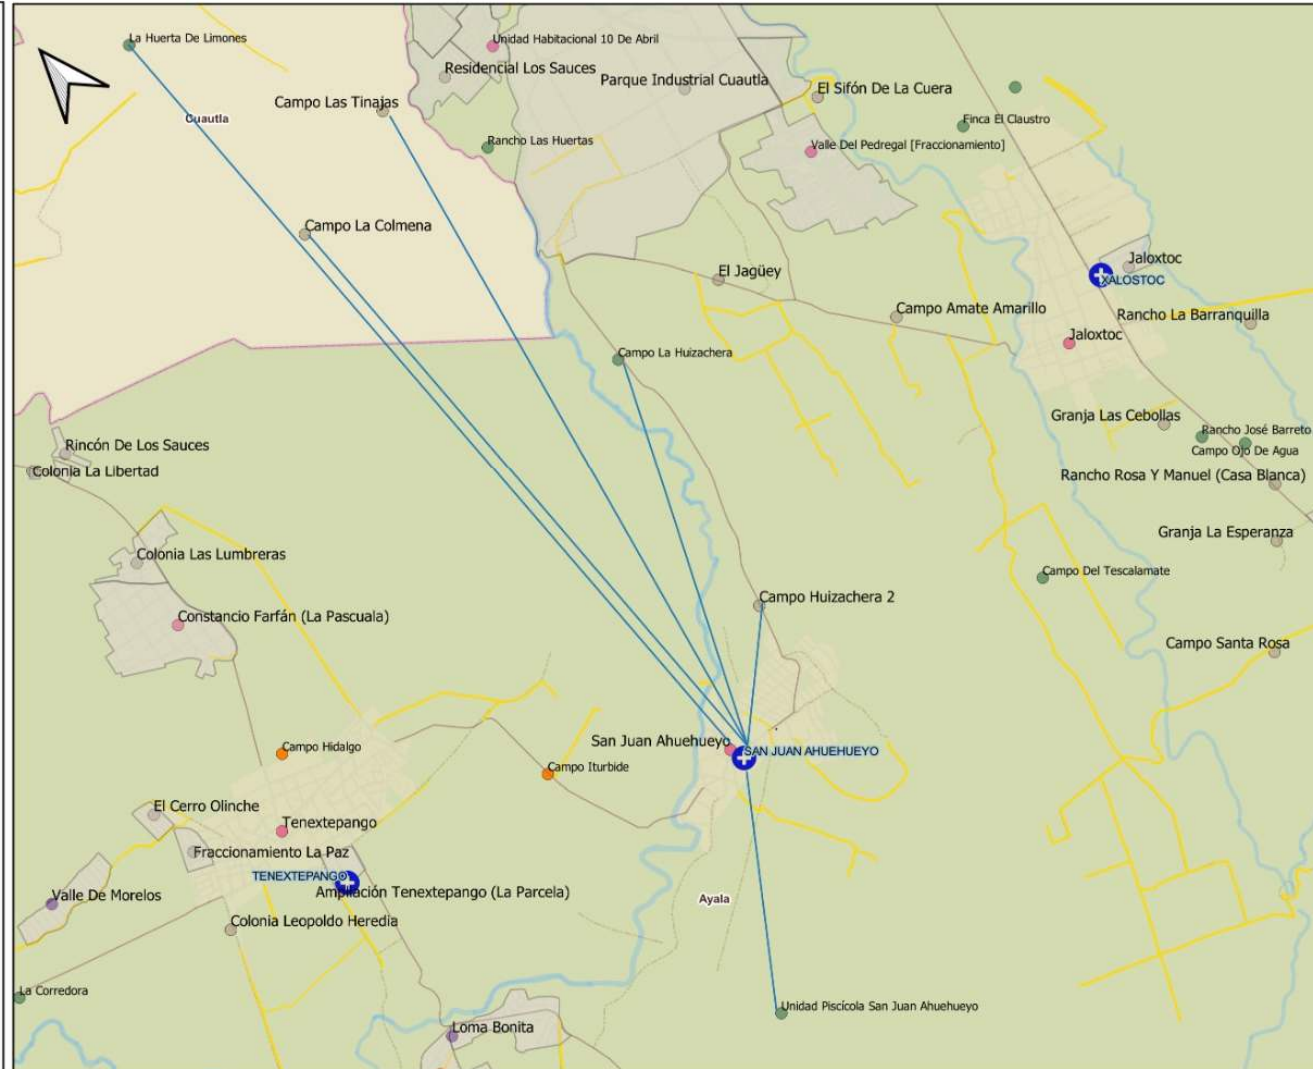 La Huerta De Limones
Unidad Habitacional 10 De Abril
Residencial Los Sauces
Parque Industrial Cuautla
El Sifón De La Cuera
Campo Las Tinajas
Cuautla
Finca El Claustro
Rancho Las Huertas
Valle Del Pedregal [Fraccionamiento]
Campo La Colmena
El Jagüey
Jaloxtoc
XALOSTOC
Campo Amate Amarillo
Rancho La Barranquilla
Jaloxtoc
Campo La Huizachera
Granja Las Cebollas
Rancho José Barreto
Campo Ojo De Agua
Rincón De Los Sauces
Colonia La Libertad
Rancho Rosa Y Manuel (Casa Blanca)
Granja La Esperanza
Colonia Las Lumbreras
Campo Del Tescalamate
Campo Huizachera 2
Constancio Farfán (La Pascuala)
Campo Santa Rosa
San Juan Ahuehueyo
SAN JUAN AHUEHUEYO
Campo Hidalgo
Campo Iturbide
El Cerro Olinche
Tenextepango
Fraccionamiento La Paz
TENEXTEPANGO
Ampliación Tenextepango (La Parcela)
Valle De Morelos
Ayala
Colonia Leopoldo Heredia
La Corredora
Unidad Piscícola San Juan Ahuehueyo
Loma Bonita